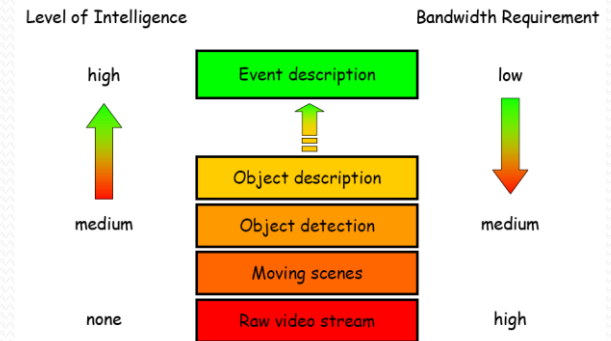 Level of Intelligence
Bandwidth Requirement
high
Event description
low
Object description
medium
Object detection
medium
Moving scenes
none
Raw video stream
high